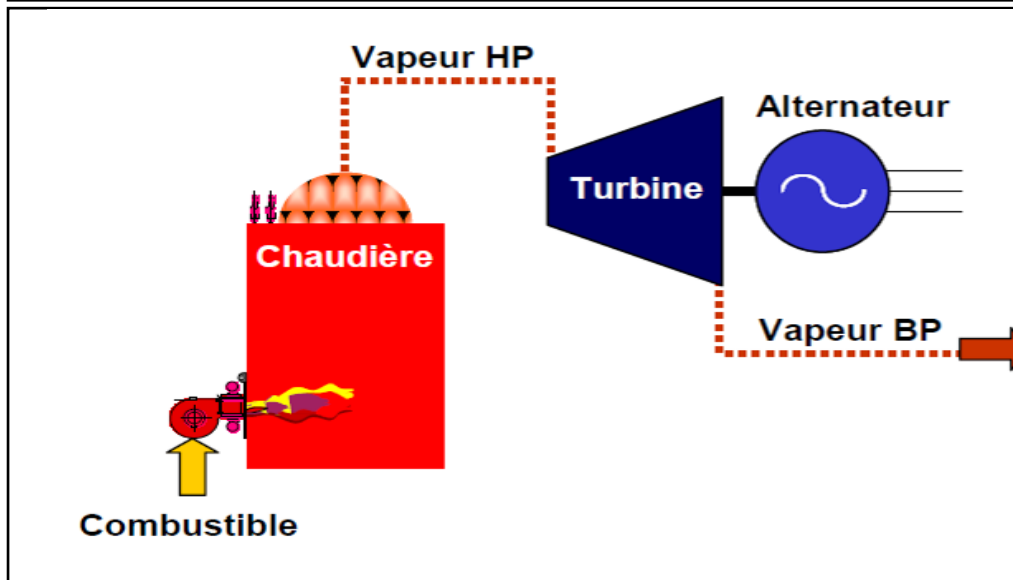 Vapeur HP
Alternateur
Turbine
Chaudière
Vapeur BP
Combustible